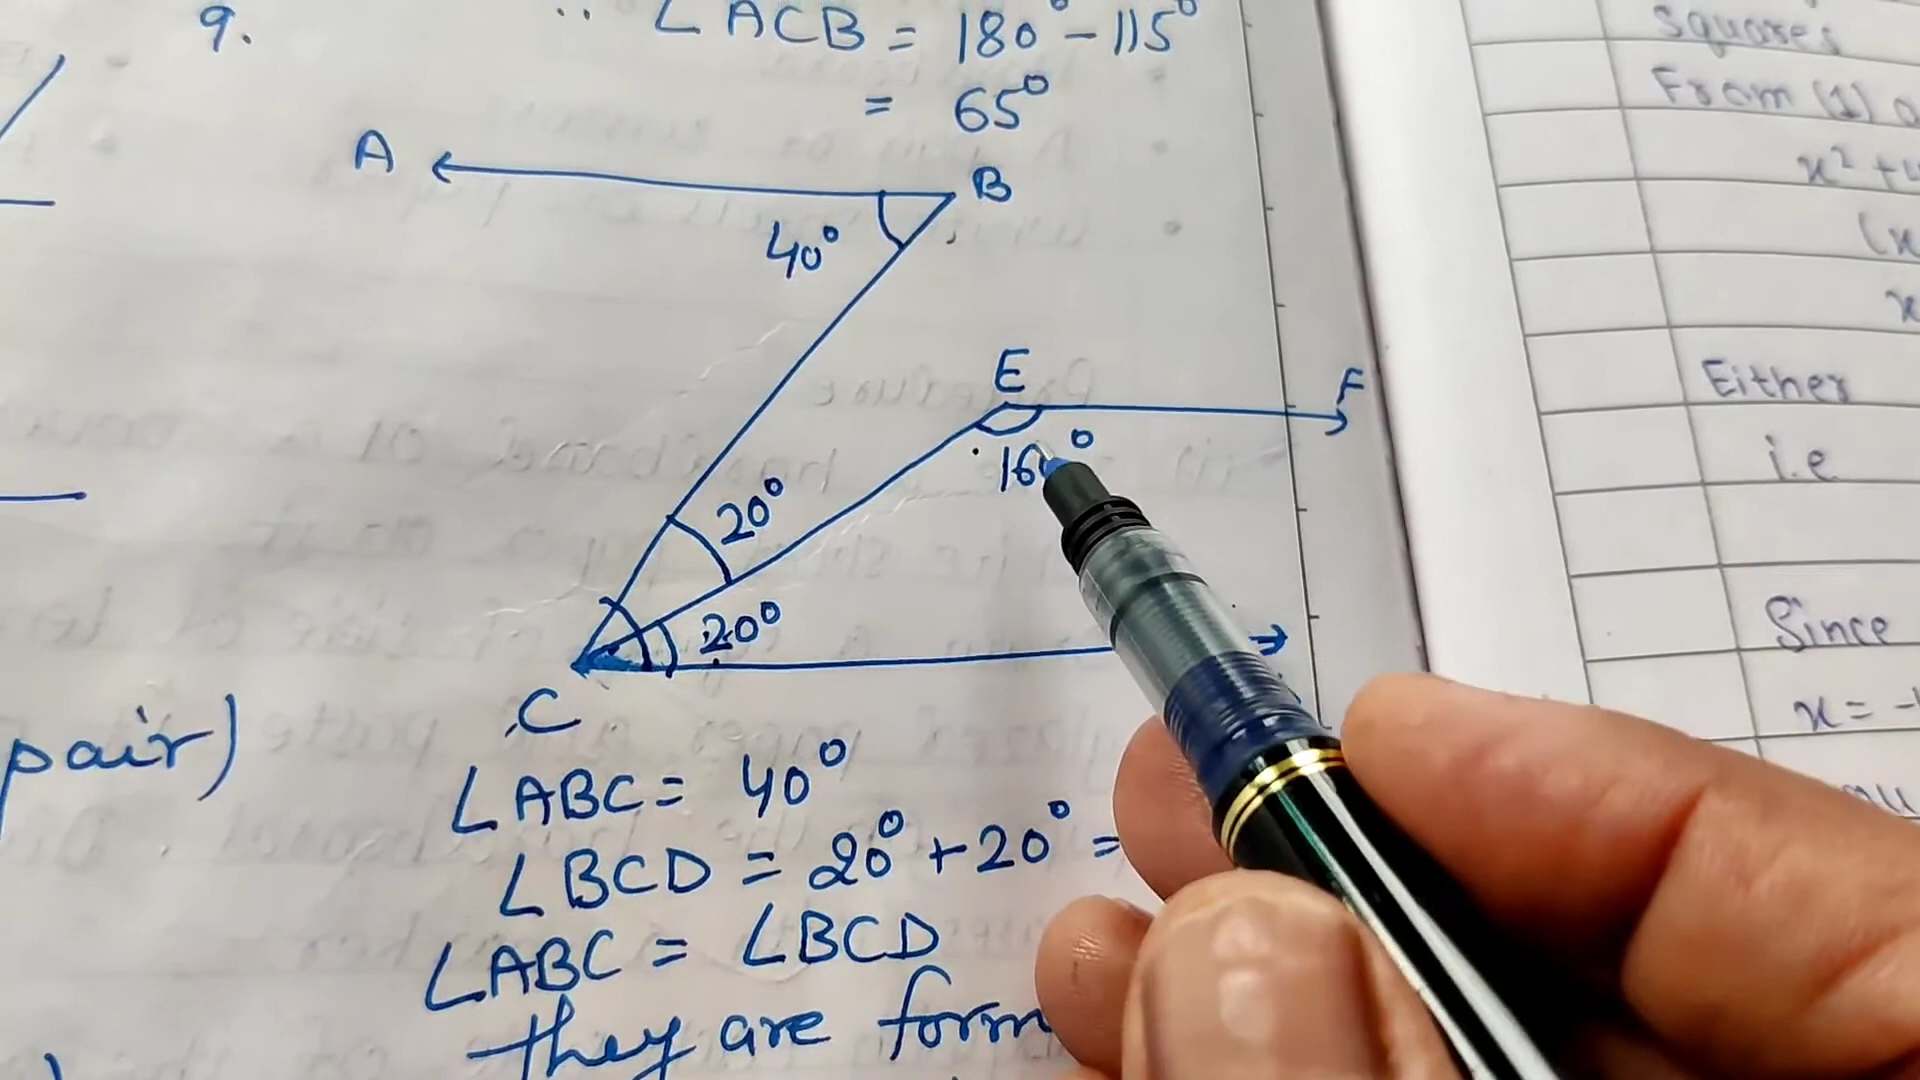 9.
∴ ∠ACB = 180° - 115°
= 65°
A
B
40°
E
F
160°
20°
20°
C
pair)
∠ABC = 40°
∠BCD = 20° + 20° =
∠ABC = ∠BCD
they are form
squares
From (1)
x² +
(x
x
Either
i.e
Since
x = -